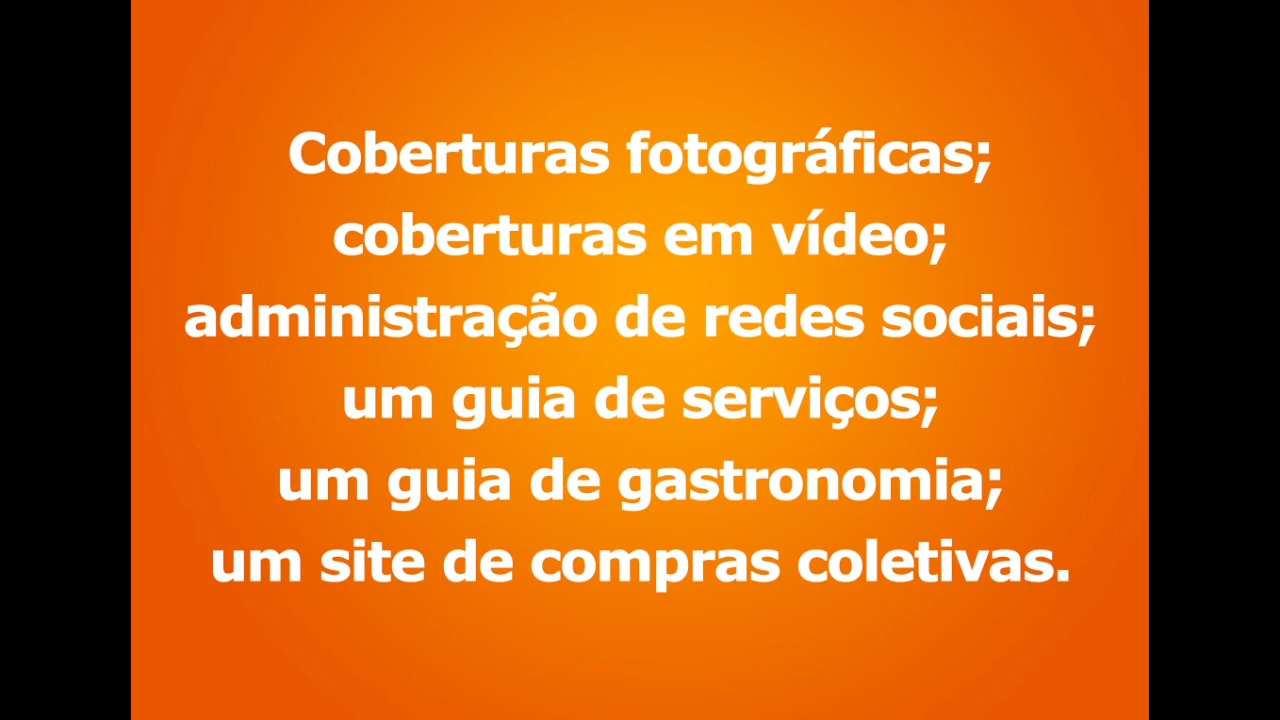 Coberturas fotográficas;
coberturas em vídeo;
administração de redes sociais;
um guia de serviços;
um guia de gastronomia;
um site de compras coletivas.